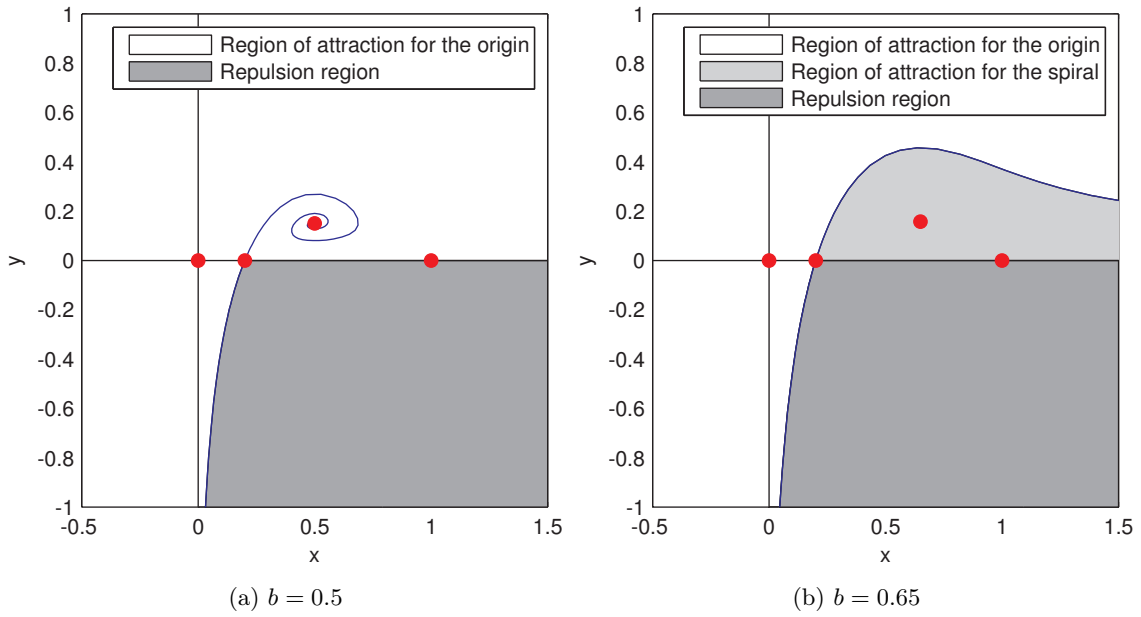 1
0.8
0.6
0.4
0.2
0
-0.2
-0.4
-0.6
-0.8
-1
y
Region of attraction for the origin
Repulsion region
-0.5
0
0.5
1
1.5
x
(a) b = 0.5
1
0.8
0.6
0.4
0.2
0
-0.2
-0.4
-0.6
-0.8
-1
y
Region of attraction for the origin
Region of attraction for the spiral
Repulsion region
-0.5
0
0.5
1
1.5
x
(b) b = 0.65